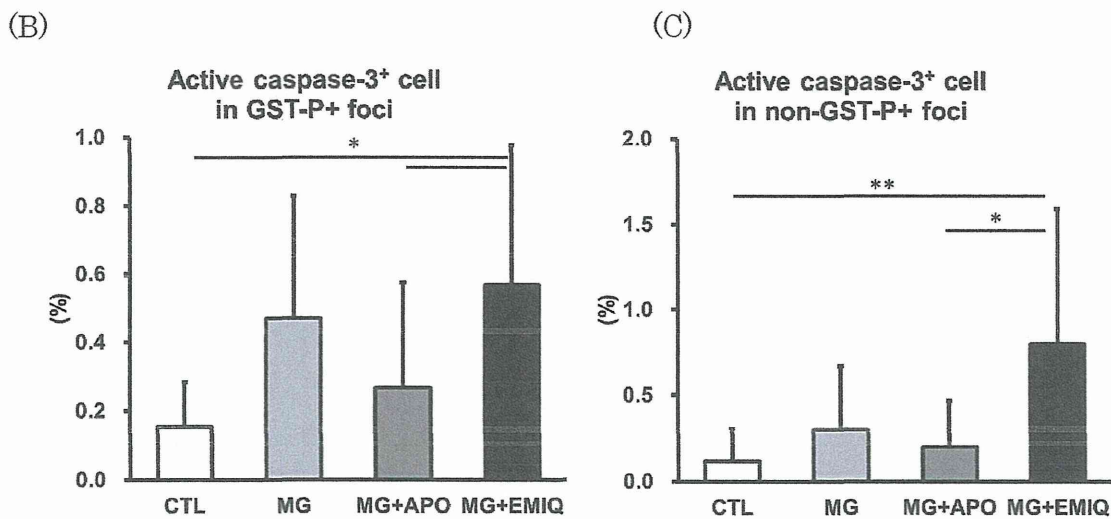 (B)
Active caspase-3⁺ cell
in GST-P+ foci
1.0
0.8
0.6
0.4
0.2
0.0
(%)
*
CTL MG MG+APO MG+EMIQ
(C)
Active caspase-3⁺ cell
in non-GST-P+ foci
2.0
1.5
1.0
0.5
0.0
(%)
**
*
CTL MG MG+APO MG+EMIQ